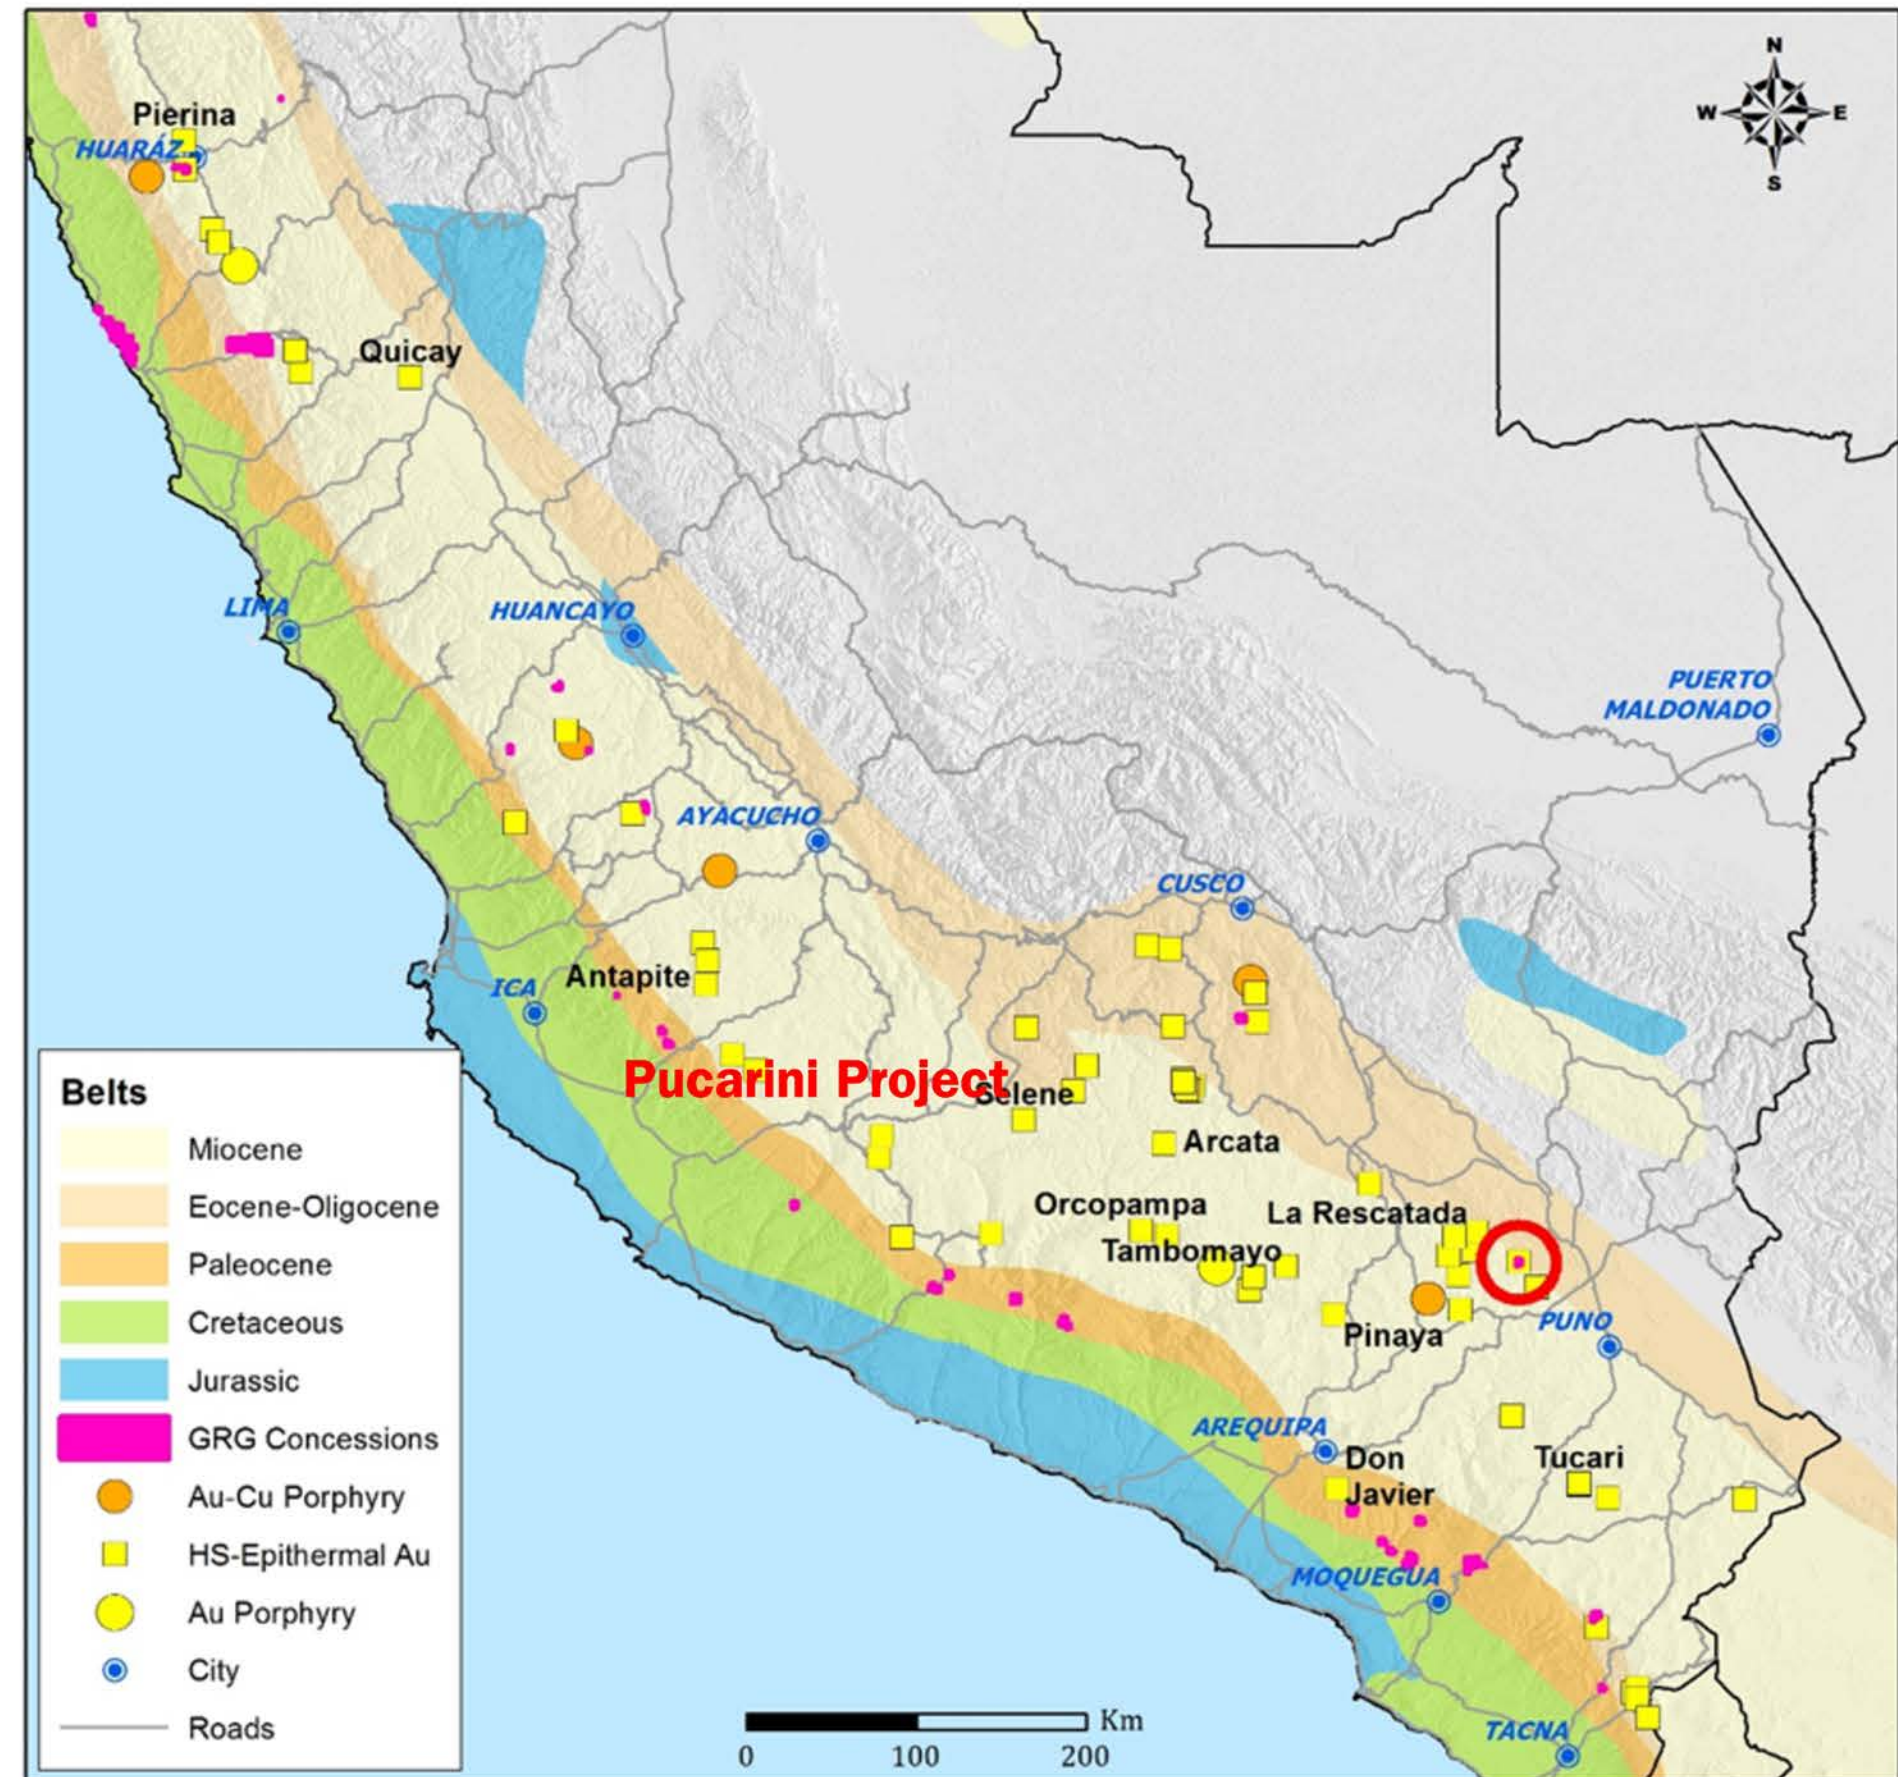 N
W E
S
Pierina
HUARÁZ
Quicay
LIMA
HUANCAYO
PUERTO
MALDONADO
AYACUCHO
CUSCO
Antapite
ICA
Pucarini Project
Selene
Arcata
Orcopampa
La Rescatada
Tambomayo
PUNO
Pinaya
AREQUIPA
Don
Javier
Tucari
MOQUEGUA
TACNA
Belts
Miocene
Eocene-Oligocene
Paleocene
Cretaceous
Jurassic
GRG Concessions
Au-Cu Porphyry
HS-Epithermal Au
Au Porphyry
City
Roads
Km
0 100 200